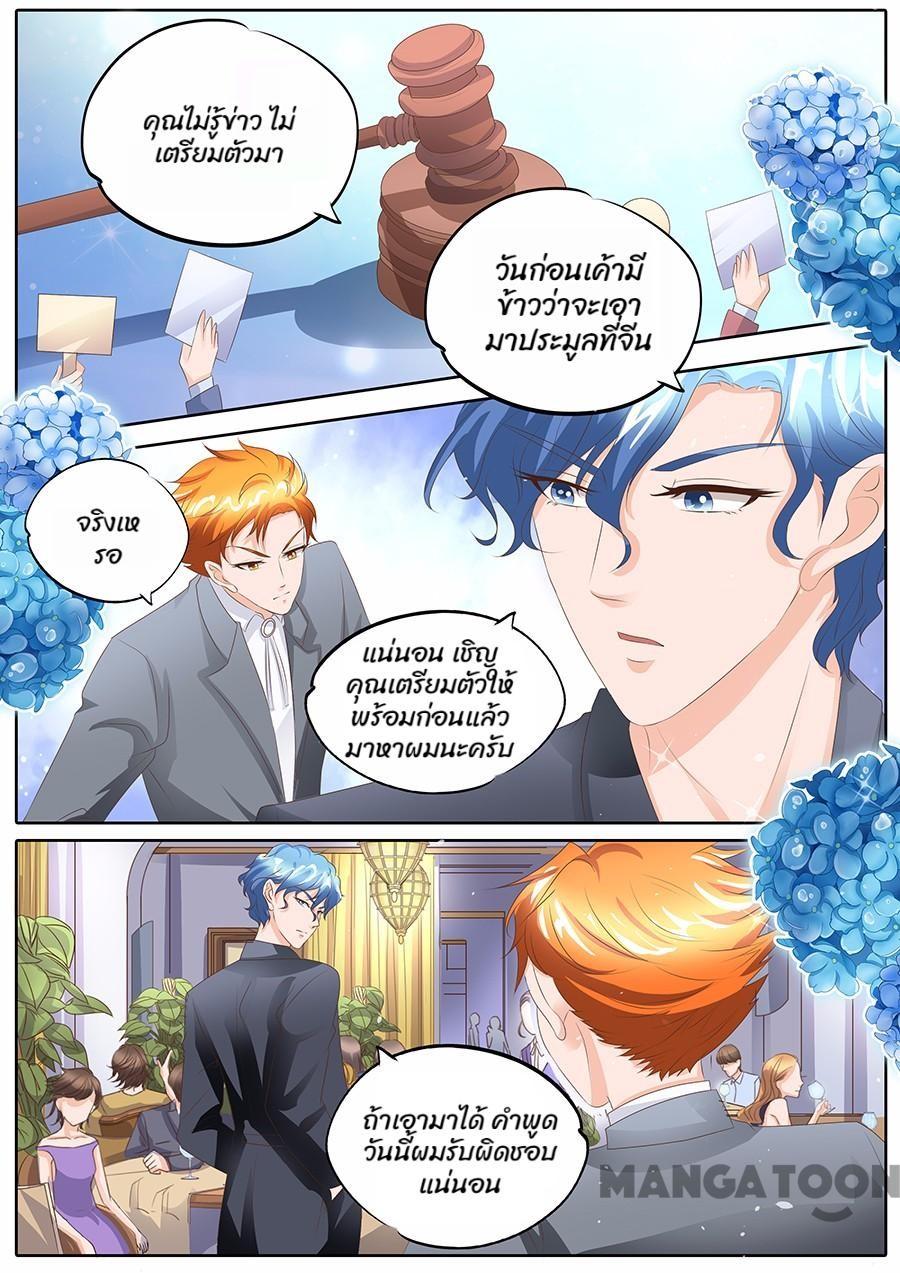 คุณไม่รู้ข่าว ไม่
เตรียมตัวมา
วันก่อนเค้ามี
ข้าวว่าจะเอา
มาประมูลที่จีน
จริงเห
รอ
แน่นอน เชิญ
คุณเตรียมตัวให้
พร้อมก่อนแล้ว
มาหาผมนะครับ
ถ้าเอามาได้ คำพูด
วันนี้ผมรับผิดชอบ
แน่นอน
MANGATOON